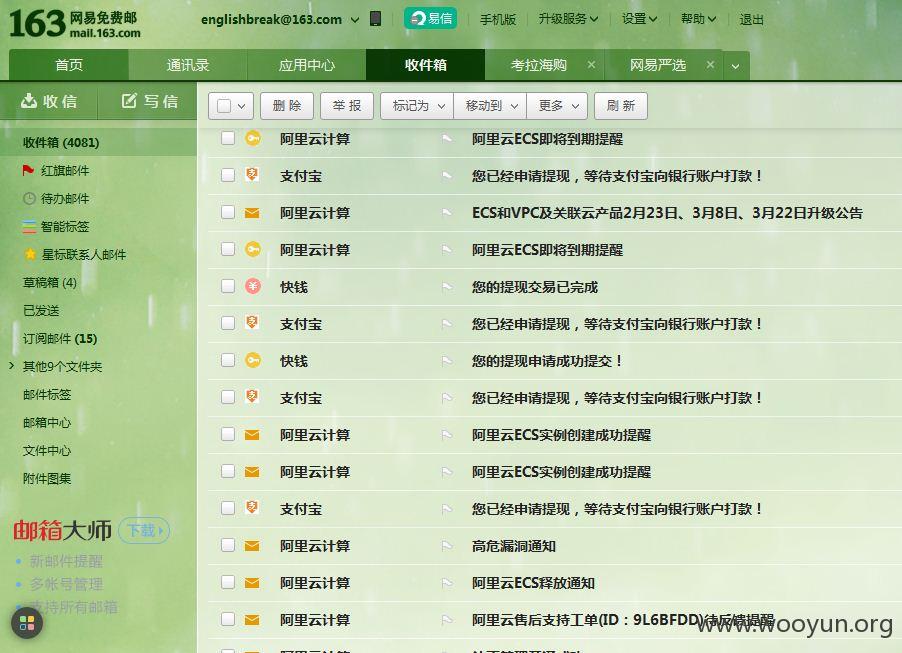 163 网易免费邮 mail.163.com englishbreak@163.com 易信 手机版 升级服务 设置 帮助 退出
首页 通讯录 应用中心 收件箱 考拉海购 网易严选
收信 写信
删 除 举 报 标记为 移动到 更多 刷 新
收件箱 (4081)
红旗邮件
待办邮件
智能标签
星标联系人邮件
草稿箱 (4)
已发送
订阅邮件 (15)
其他9个文件夹
邮件标签
邮箱中心
文件中心
附件图集
邮箱大师 下载
新邮件提醒
多帐号管理
支持所有邮箱
阿里云计算 阿里云ECS即将到期提醒
支付宝 您已经申请提现，等待支付宝向银行账户打款！
阿里云计算 ECS和VPC及关联云产品2月23日、3月8日、3月22日升级公告
阿里云计算 阿里云ECS即将到期提醒
快钱 您的提现交易已完成
支付宝 您已经申请提现，等待支付宝向银行账户打款！
快钱 您的提现申请成功提交！
支付宝 您已经申请提现，等待支付宝向银行账户打款！
阿里云计算 阿里云ECS实例创建成功提醒
阿里云计算 阿里云ECS实例创建成功提醒
支付宝 您已经申请提现，等待支付宝向银行账户打款！
阿里云计算 高危漏洞通知
阿里云计算 阿里云ECS释放通知
阿里云计算 阿里云售后支持工单(ID：9L6BFDD)待反馈提醒
www.wooyun.org